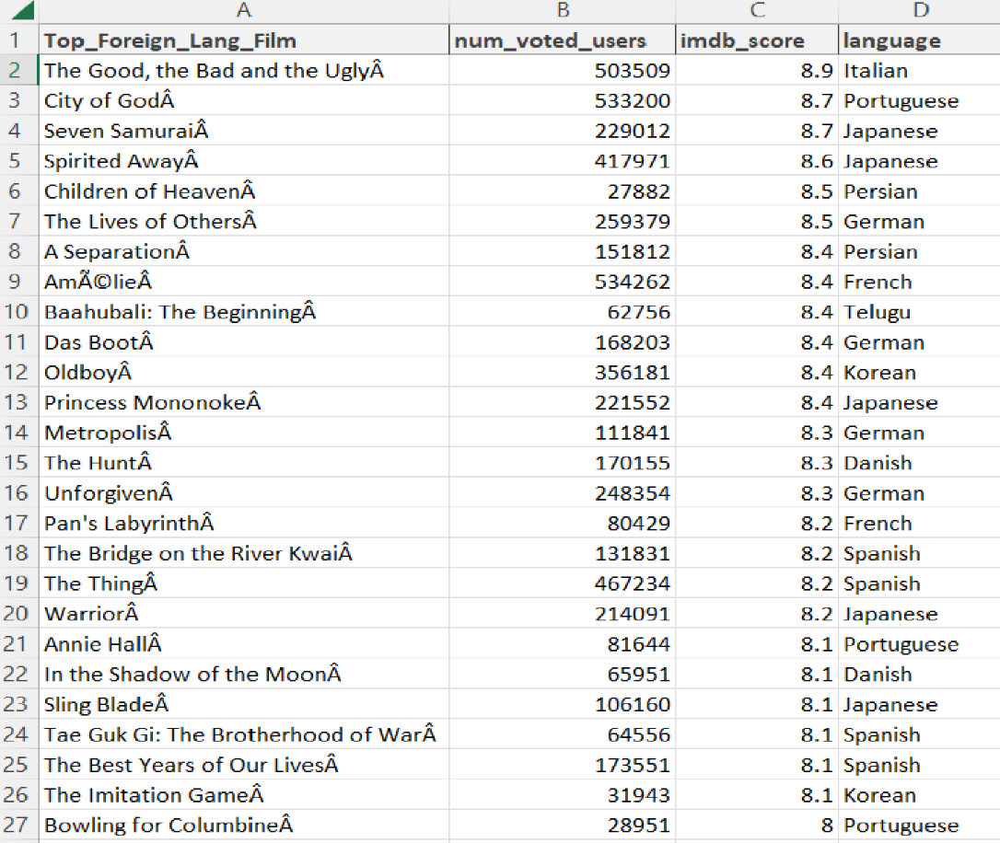 A B C D
1 Top_Foreign_Lang_Film num_voted_users imdb_score language
2 The Good, the Bad and the UglyÂ 503509 8.9 Italian
3 City of GodÂ 533200 8.7 Portuguese
4 Seven SamuraiÂ 229012 8.7 Japanese
5 Spirited AwayÂ 417971 8.6 Japanese
6 Children of HeavenÂ 27882 8.5 Persian
7 The Lives of OthersÂ 259379 8.5 German
8 A SeparationÂ 151812 8.4 Persian
9 AmÃ©lieÂ 534262 8.4 French
10 Baahubali: The BeginningÂ 62756 8.4 Telugu
11 Das BootÂ 168203 8.4 German
12 OldboyÂ 356181 8.4 Korean
13 Princess MononokeÂ 221552 8.4 Japanese
14 MetropolisÂ 111841 8.3 German
15 The HuntÂ 170155 8.3 Danish
16 UnforgivenÂ 248354 8.3 German
17 Pan's LabyrinthÂ 80429 8.2 French
18 The Bridge on the River KwaiÂ 131831 8.2 Spanish
19 The ThingÂ 467234 8.2 Spanish
20 WarriorÂ 214091 8.2 Japanese
21 Annie HallÂ 81644 8.1 Portuguese
22 In the Shadow of the MoonÂ 65951 8.1 Danish
23 Sling BladeÂ 106160 8.1 Japanese
24 Tae Guk Gi: The Brotherhood of WarÂ 64556 8.1 Spanish
25 The Best Years of Our LivesÂ 173551 8.1 Spanish
26 The Imitation GameÂ 31943 8.1 Korean
27 Bowling for ColumbineÂ 28951 8 Portuguese